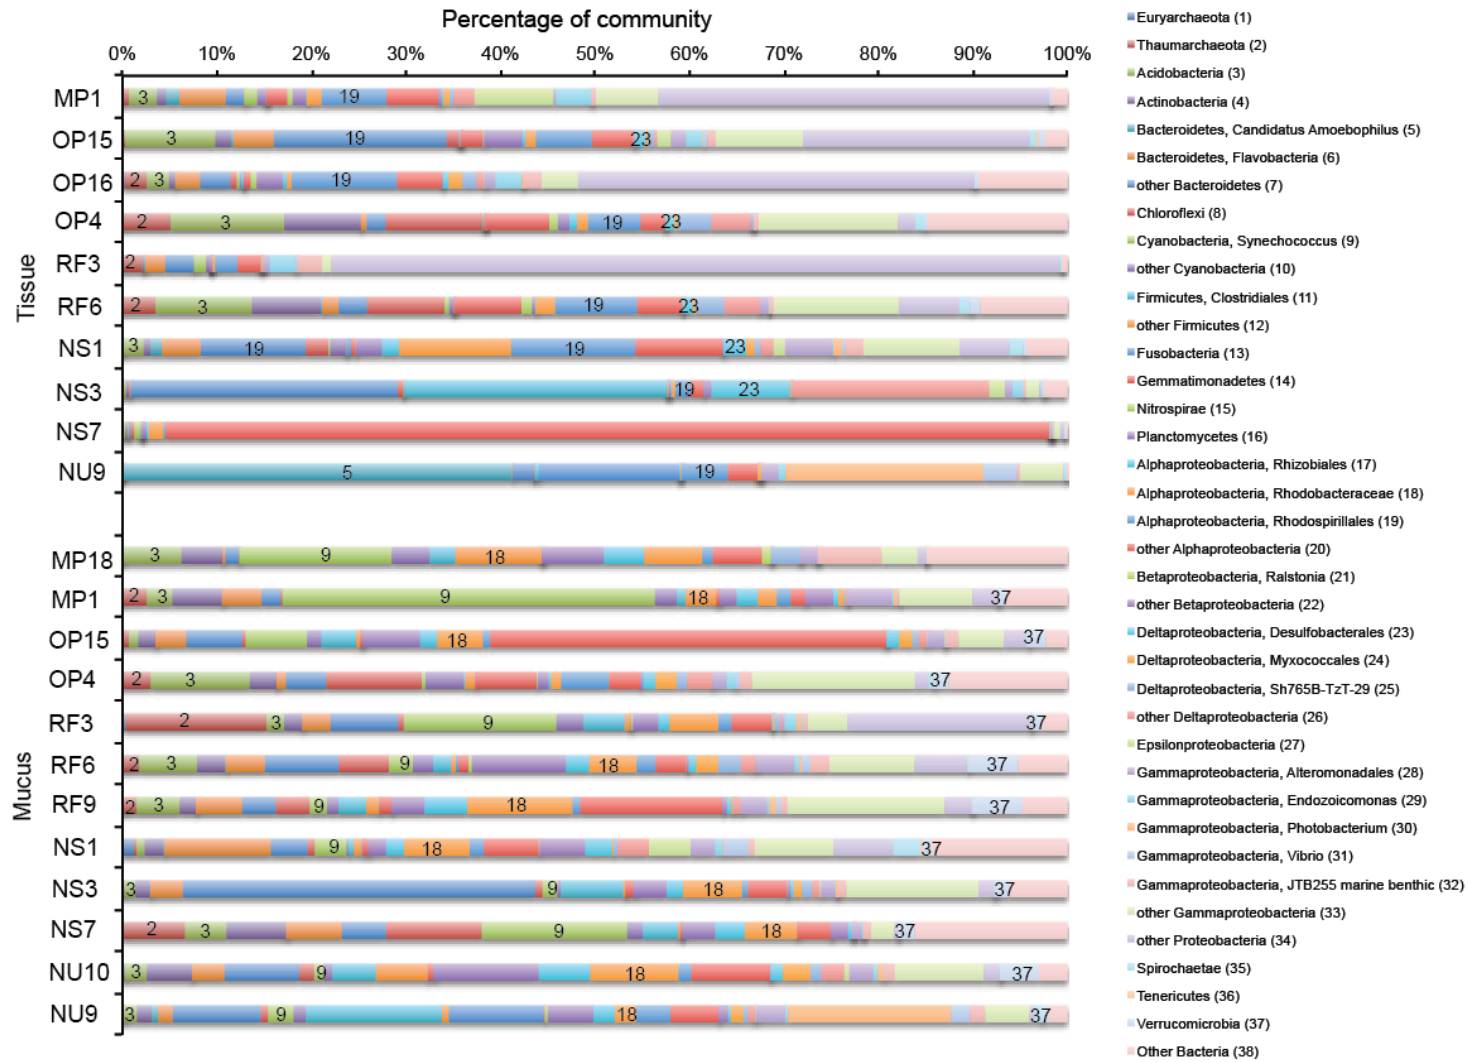 Percentage of community
0% 10% 20% 30% 40% 50% 60% 70% 80% 90% 100%
Tissue
MP1 3 19
OP15 3 19 23
OP16 2 3 19
OP4 2 3 19 23
RF3 2
RF6 2 3 19 23
NS1 3 19 19 23
NS3 19 23
NS7
NU9 5 19
Mucus
MP18 3 9 18
MP1 2 3 9 18 37
OP15 18 37
OP4 2 3 37
RF3 2 3 9 37
RF6 2 3 9 18 37
RF9 2 3 9 18 37
NS1 9 18 37
NS3 3 9 18 37
NS7 2 3 9 18 37
NU10 3 9 18 37
NU9 3 9 18 37
Euryarchaeota (1)
Thaumarchaeota (2)
Acidobacteria (3)
Actinobacteria (4)
Bacteroidetes, Candidatus Amoebophilus (5)
Bacteroidetes, Flavobacteria (6)
other Bacteroidetes (7)
Chloroflexi (8)
Cyanobacteria, Synechococcus (9)
other Cyanobacteria (10)
Firmicutes, Clostridiales (11)
other Firmicutes (12)
Fusobacteria (13)
Gemmatimonadetes (14)
Nitrospirae (15)
Planctomycetes (16)
Alphaproteobacteria, Rhizobiales (17)
Alphaproteobacteria, Rhodobacteraceae (18)
Alphaproteobacteria, Rhodospirillales (19)
other Alphaproteobacteria (20)
Betaproteobacteria, Ralstonia (21)
other Betaproteobacteria (22)
Deltaproteobacteria, Desulfobacterales (23)
Deltaproteobacteria, Myxococcales (24)
Deltaproteobacteria, Sh765B-TzT-29 (25)
other Deltaproteobacteria (26)
Epsilonproteobacteria (27)
Gammaproteobacteria, Alteromonadales (28)
Gammaproteobacteria, Endozoicomonas (29)
Gammaproteobacteria, Photobacterium (30)
Gammaproteobacteria, Vibrio (31)
Gammaproteobacteria, JTB255 marine benthic (32)
other Gammaproteobacteria (33)
other Proteobacteria (34)
Spirochaetae (35)
Tenericutes (36)
Verrucomicrobia (37)
Other Bacteria (38)